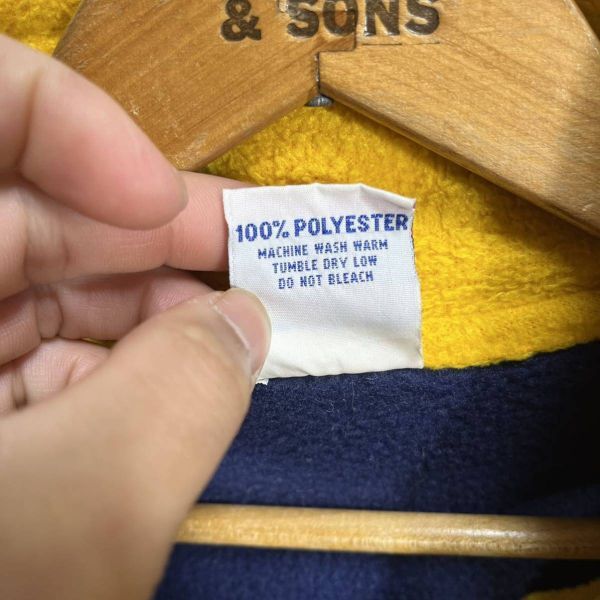 & SONS
100% POLYESTER
MACHINE WASH WARM
TUMBLE DRY LOW
DO NOT BLEACH